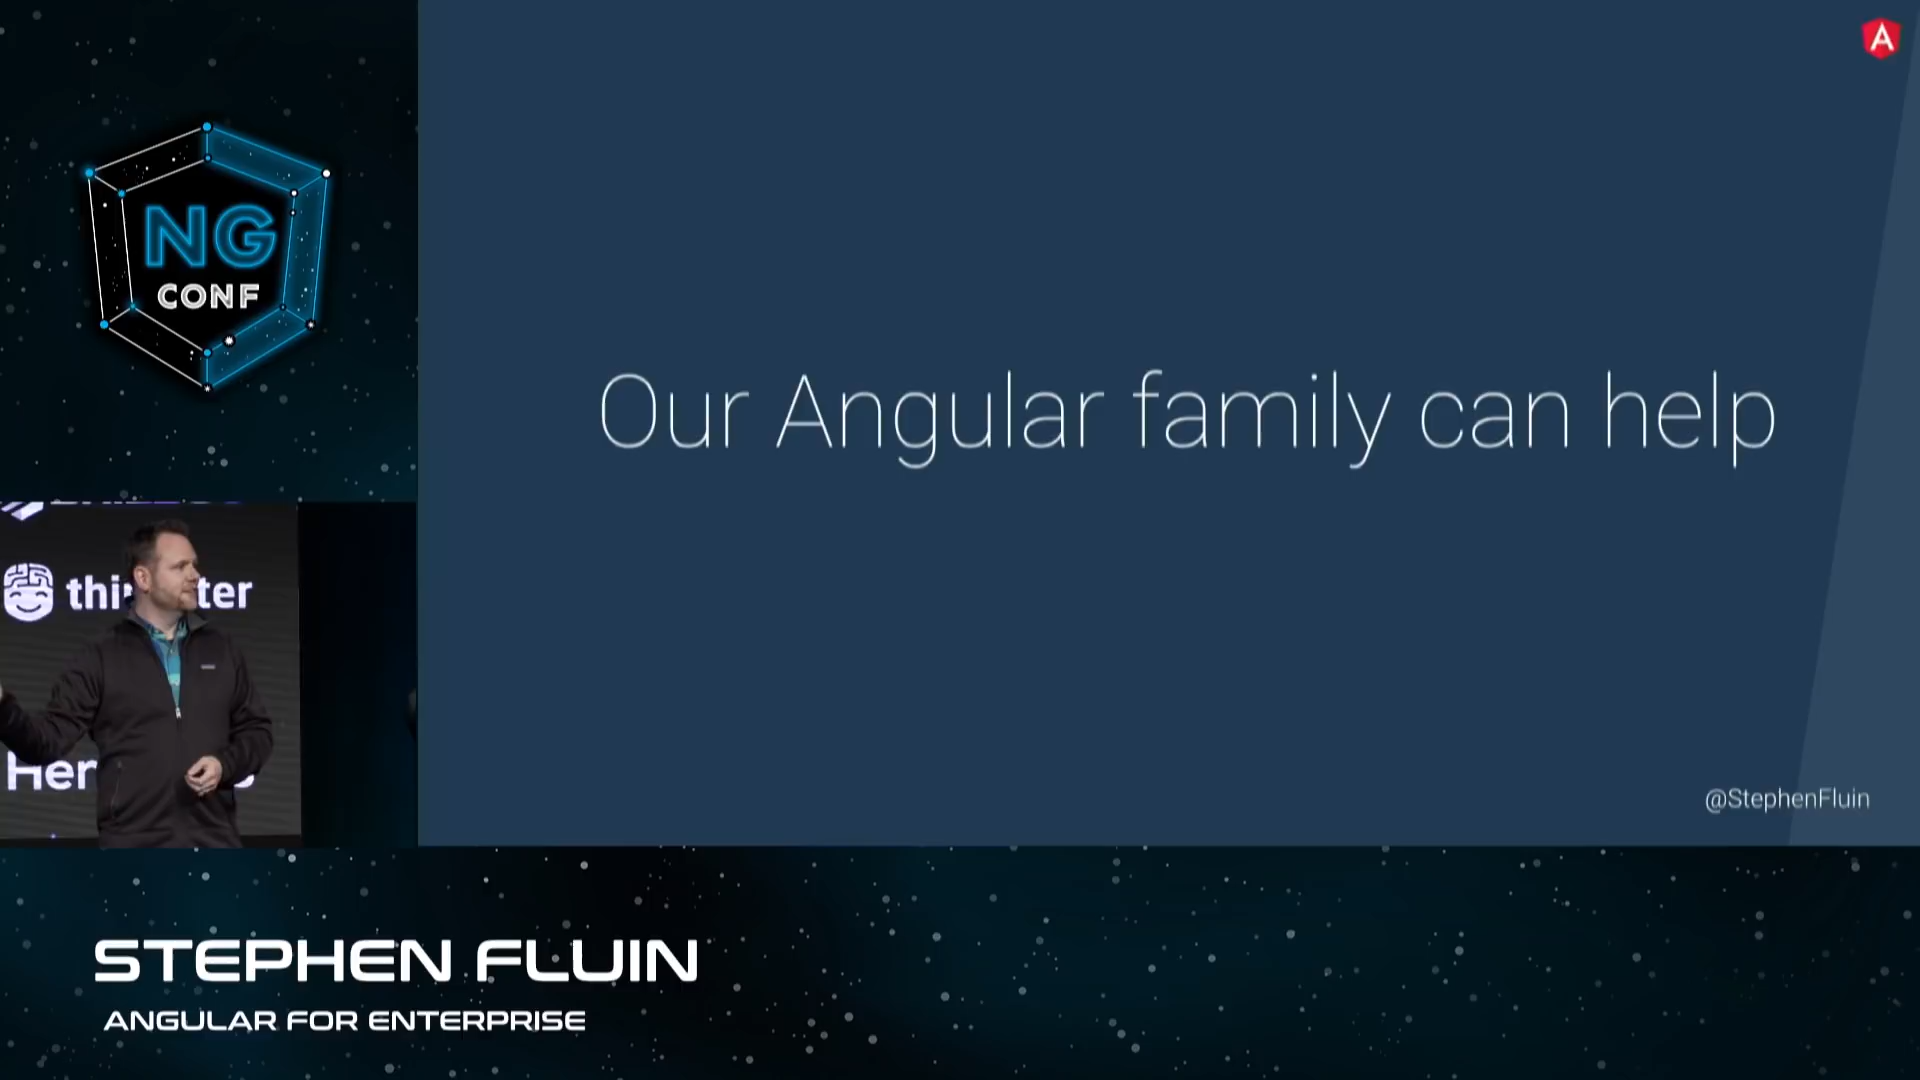 NG
CONF
Our Angular family can help
@StephenFluin
STEPHEN FLUIN
ANGULAR FOR ENTERPRISE